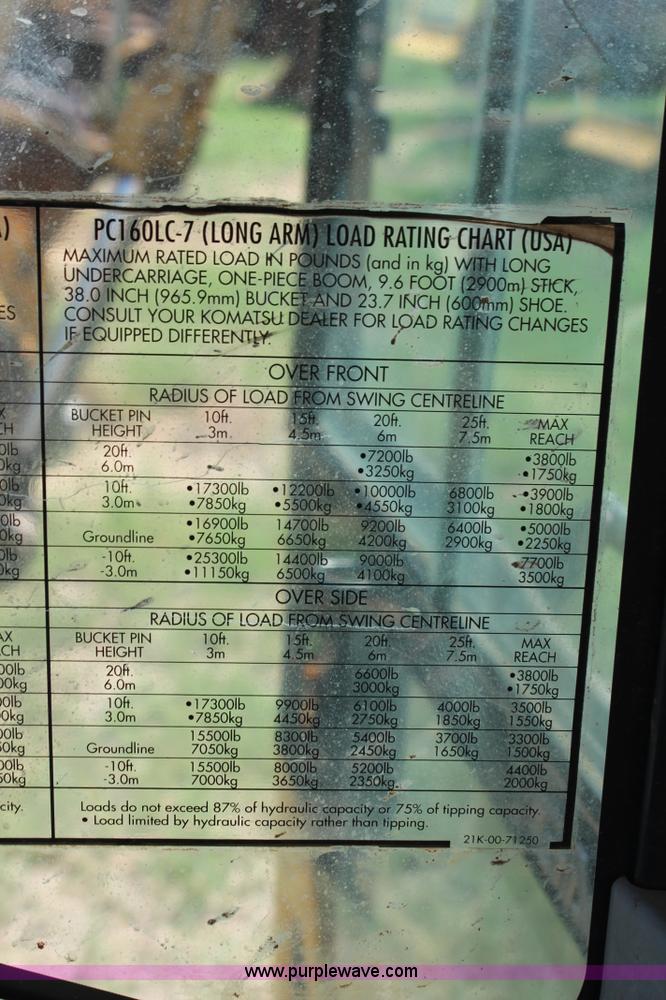 PC160LC-7 (LONG ARM) LOAD RATING CHART (USA)
MAXIMUM RATED LOAD IN POUNDS (and in kg) WITH LONG
UNDERCARRIAGE, ONE-PIECE BOOM, 9.6 FOOT (2900m) STICK,
38.0 INCH (965.9mm) BUCKET AND 23.7 INCH (600mm) SHOE.
CONSULT YOUR KOMATSU DEALER FOR LOAD RATING CHANGES
IF EQUIPPED DIFFERENTLY.
OVER FRONT
RADIUS OF LOAD FROM SWING CENTRELINE
BUCKET PIN 10ft. 15ft. 20ft. 25ft. MAX
HEIGHT 3m 4.5m 6m 7.5m REACH
20ft. •7200lb •3800lb
6.0m •3250kg •1750kg
10ft. •17300lb •12200lb •10000lb 6800lb •3900lb
3.0m •7850kg •5500kg •4550kg 3100kg •1800kg
•16900lb 14700lb 9200lb 6400lb •5000lb
Groundline •7650kg 6650kg 4200kg 2900kg •2250kg
-10ft. •25300lb 14400lb 9000lb 7700lb
-3.0m •11150kg 6500kg 4100kg 3500kg
OVER SIDE
RADIUS OF LOAD FROM SWING CENTRELINE
BUCKET PIN 10ft. 15ft. 20ft. 25ft. MAX
HEIGHT 3m 4.5m 6m 7.5m REACH
20ft. 6600lb •3800lb
6.0m 3000kg •1750kg
10ft. •17300lb 9900lb 6100lb 4000lb 3500lb
3.0m •7850kg 4450kg 2750kg 1850kg 1550kg
15500lb 8300lb 5400lb 3700lb 3300lb
Groundline 7050kg 3800kg 2450kg 1650kg 1500kg
-10ft. 15500lb 8000lb 5200lb 4400lb
-3.0m 7000kg 3650kg 2350kg 2000kg
Loads do not exceed 87% of hydraulic capacity or 75% of tipping capacity.
• Load limited by hydraulic capacity rather than tipping.
21K-00-71250
www.purplewave.com